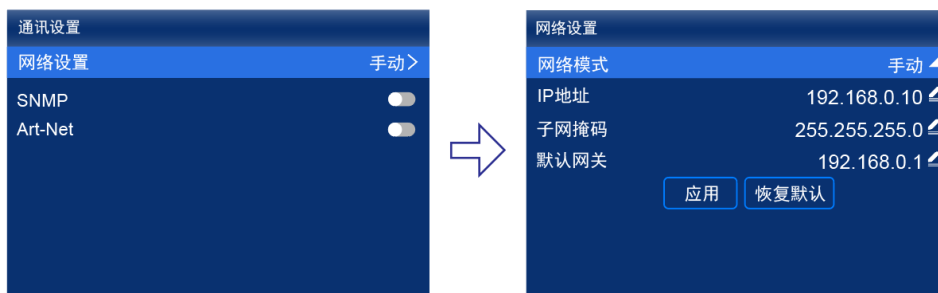 通讯设置
网络设置 手动
SNMP
Art-Net
网络设置
网络模式 手动
IP地址 192.168.0.10
子网掩码 255.255.255.0
默认网关 192.168.0.1
应用 恢复默认